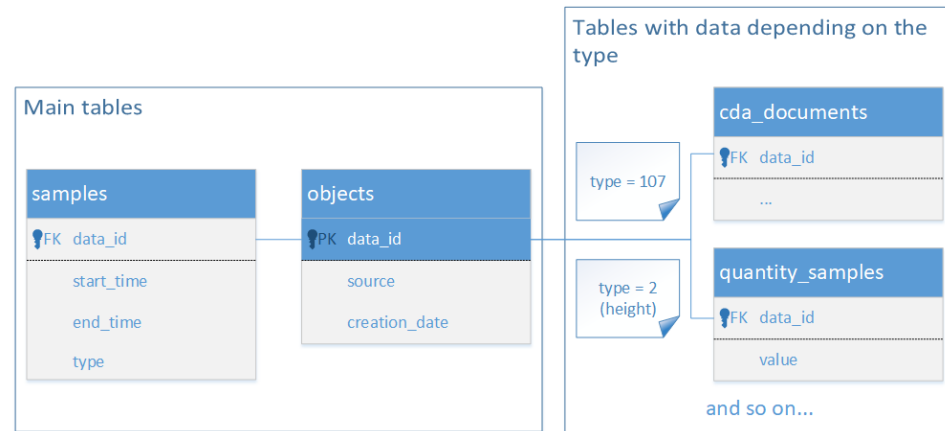 Tables with data depending on the
type
Main tables
samples
FK data_id
start_time
end_time
type
objects
PK data_id
source
creation_date
type = 107
type = 2
(height)
cda_documents
FK data_id
...
quantity_samples
FK data_id
value
and so on...